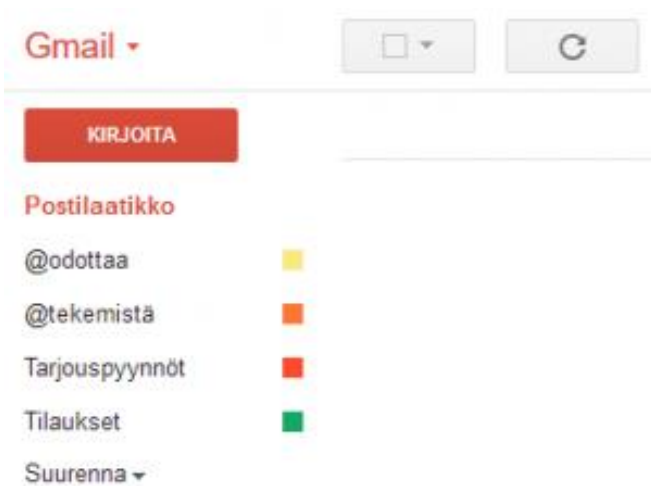 Gmail
KIRJOITA
Postilaatikko
@odottaa
@tekemistä
Tarjouspyynnöt
Tilaukset
Suurenna